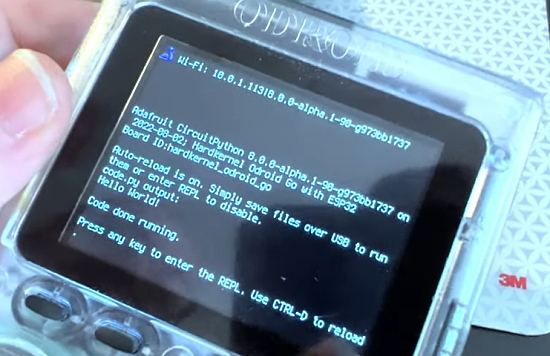 ODROID
Wi-Fi: 10.0.1.113|8.0.0-alpha.1-90-g973bb1737
Adafruit CircuitPython 8.0.0-alpha.1-90-g973bb1737 on
2022-08-02; Hardkernel Odroid Go with ESP32
Board ID:hardkernel_odroid_go
Auto-reload is on. Simply save files over USB to run
them or enter REPL to disable.
code.py output:
Hello World!
Code done running.
Press any key to enter the REPL. Use CTRL-D to reload
.
3M